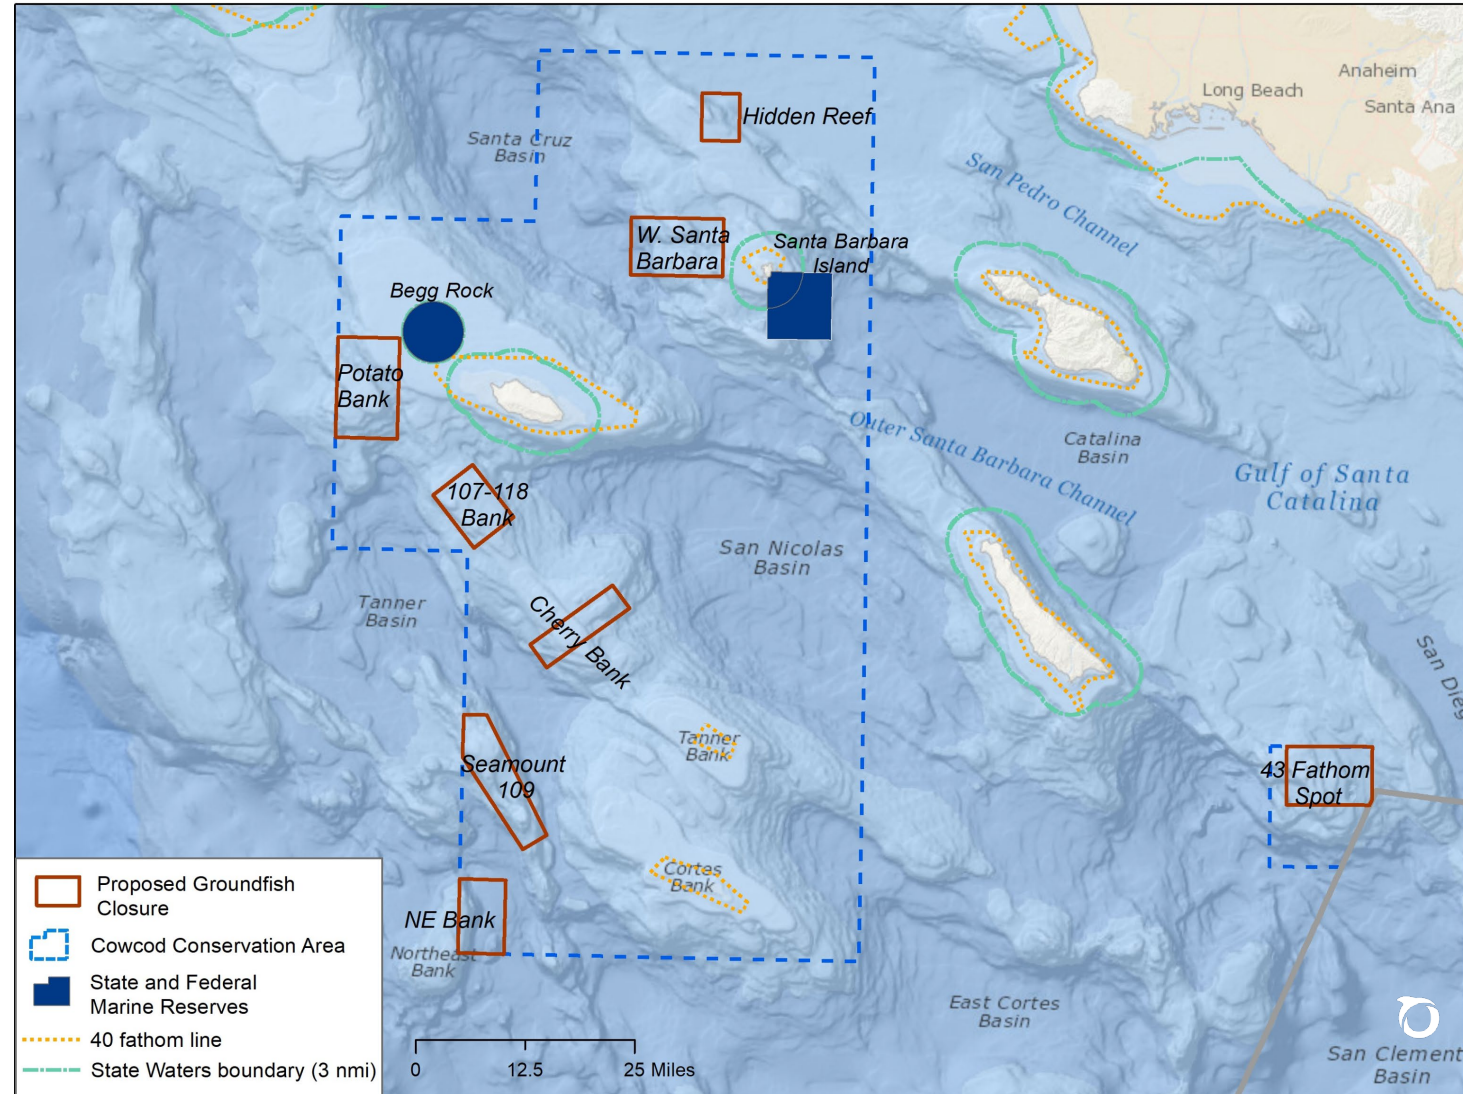 Anaheim
Long Beach
Santa Ana
Hidden Reef
Santa Cruz
Basin
San Pedro Channel
W. Santa
Barbara
Santa Barbara
Island
Begg Rock
Potato
Bank
Outer Santa Barbara Channel
Catalina
Basin
Gulf of Santa
Catalina
107-118
Bank
San Nicolas
Basin
Tanner
Basin
Cherry Bank
San Dieg
Tanner
Bank
Seamount
109
43 Fathom
Spot
Cortes
Bank
NE Bank
Northeast
Bank
East Cortes
Basin
San Clement
Basin
Proposed Groundfish
Closure
Cowcod Conservation Area
State and Federal
Marine Reserves
40 fathom line
State Waters boundary (3 nmi)
0 12.5 25 Miles